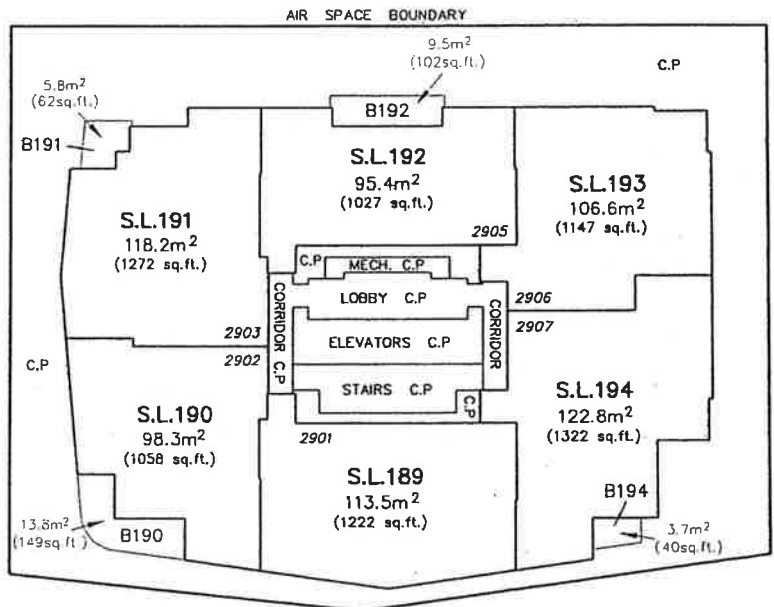 AIR SPACE BOUNDARY
9.5m²
(102sq.ft.)
C.P
5.8m²
(62sq.ft.)
B191
B192
S.L.192
95.4m²
(1027 sq.ft.)
S.L.193
106.6m²
(1147 sq.ft.)
S.L.191
118.2m²
(1272 sq.ft.)
2905
C.P
MECH. C.P
LOBBY C.P
CORRIDOR C.P
CORRIDOR
2906
2907
2903
2902
ELEVATORS C.P
C.P
STAIRS C.P
C.P
S.L.190
98.3m²
(1058 sq.ft.)
S.L.194
122.8m²
(1322 sq.ft.)
2901
S.L.189
113.5m²
(1222 sq.ft.)
B194
13.8m²
(149sq.ft.)
B190
3.7m²
(40sq.ft.)